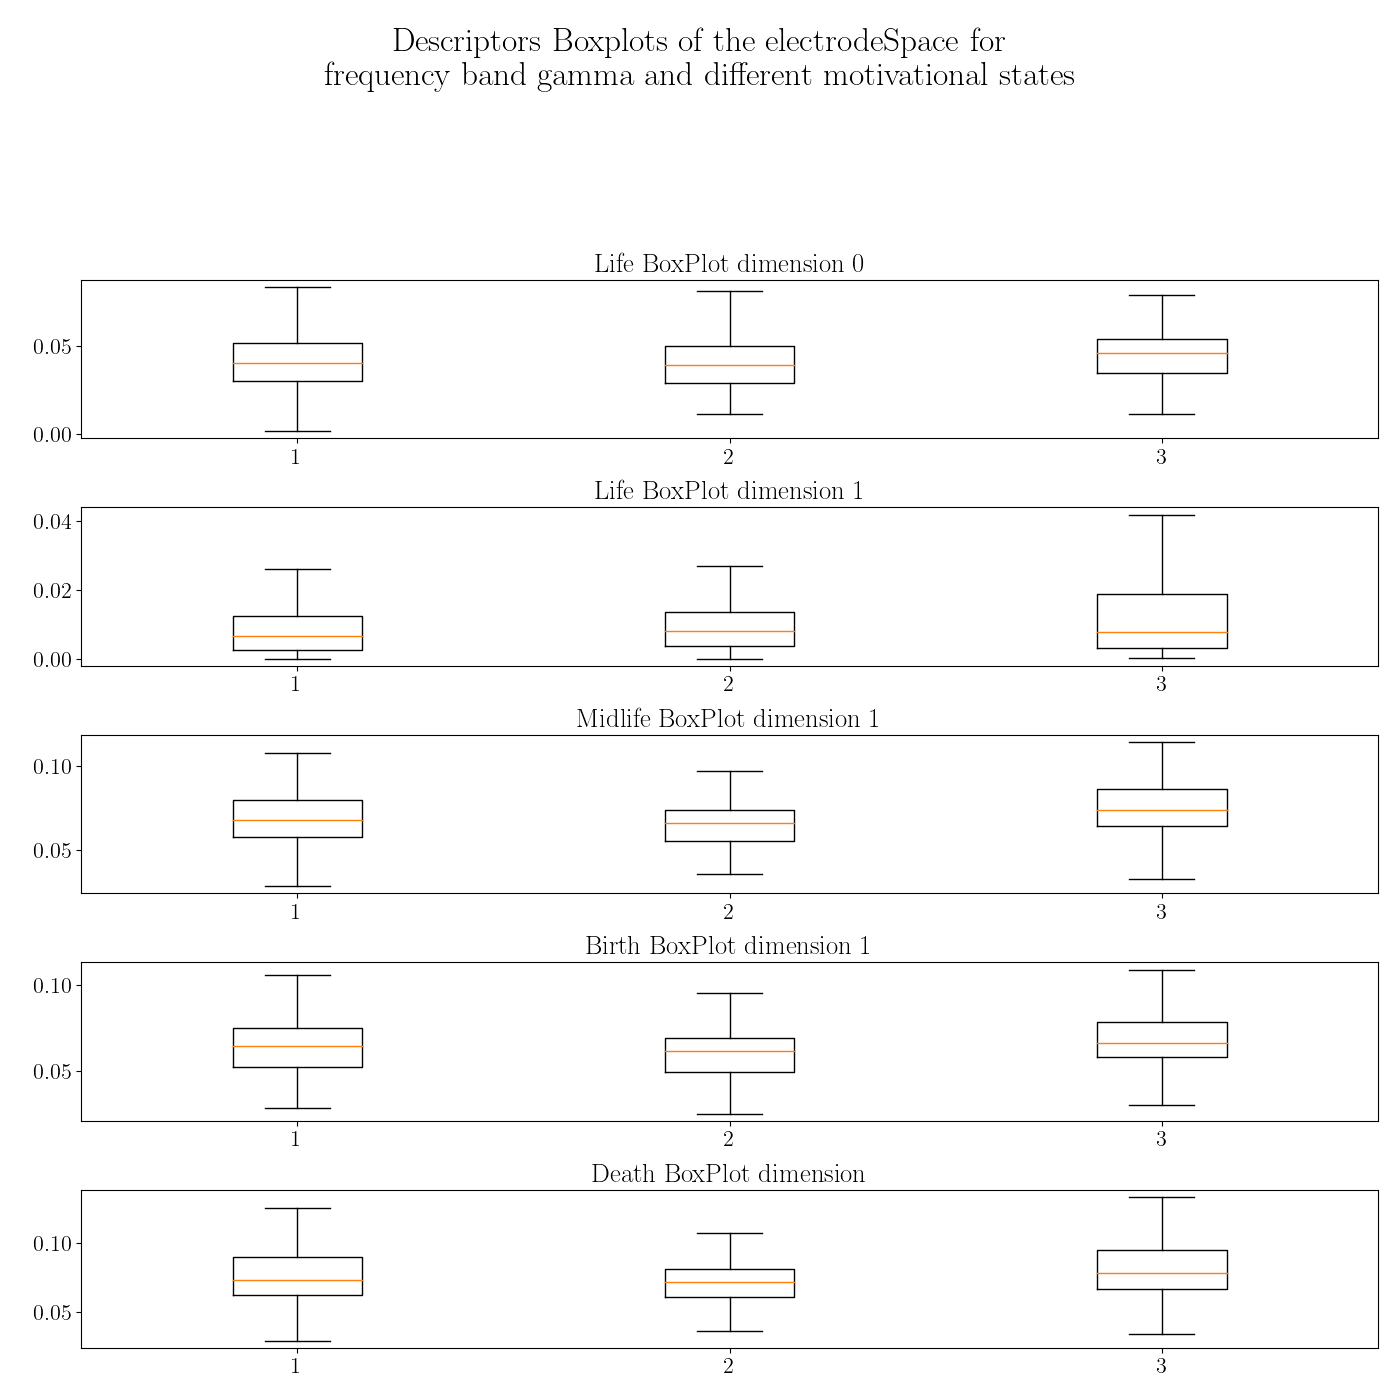 Descriptors Boxplots of the electrodeSpace for
frequency band gamma and different motivational states
Life BoxPlot dimension 0
0.05
0.00
1 2 3
Life BoxPlot dimension 1
0.04
0.02
0.00
1 2 3
Midlife BoxPlot dimension 1
0.10
0.05
1 2 3
Birth BoxPlot dimension 1
0.10
0.05
1 2 3
Death BoxPlot dimension
0.10
0.05
1 2 3